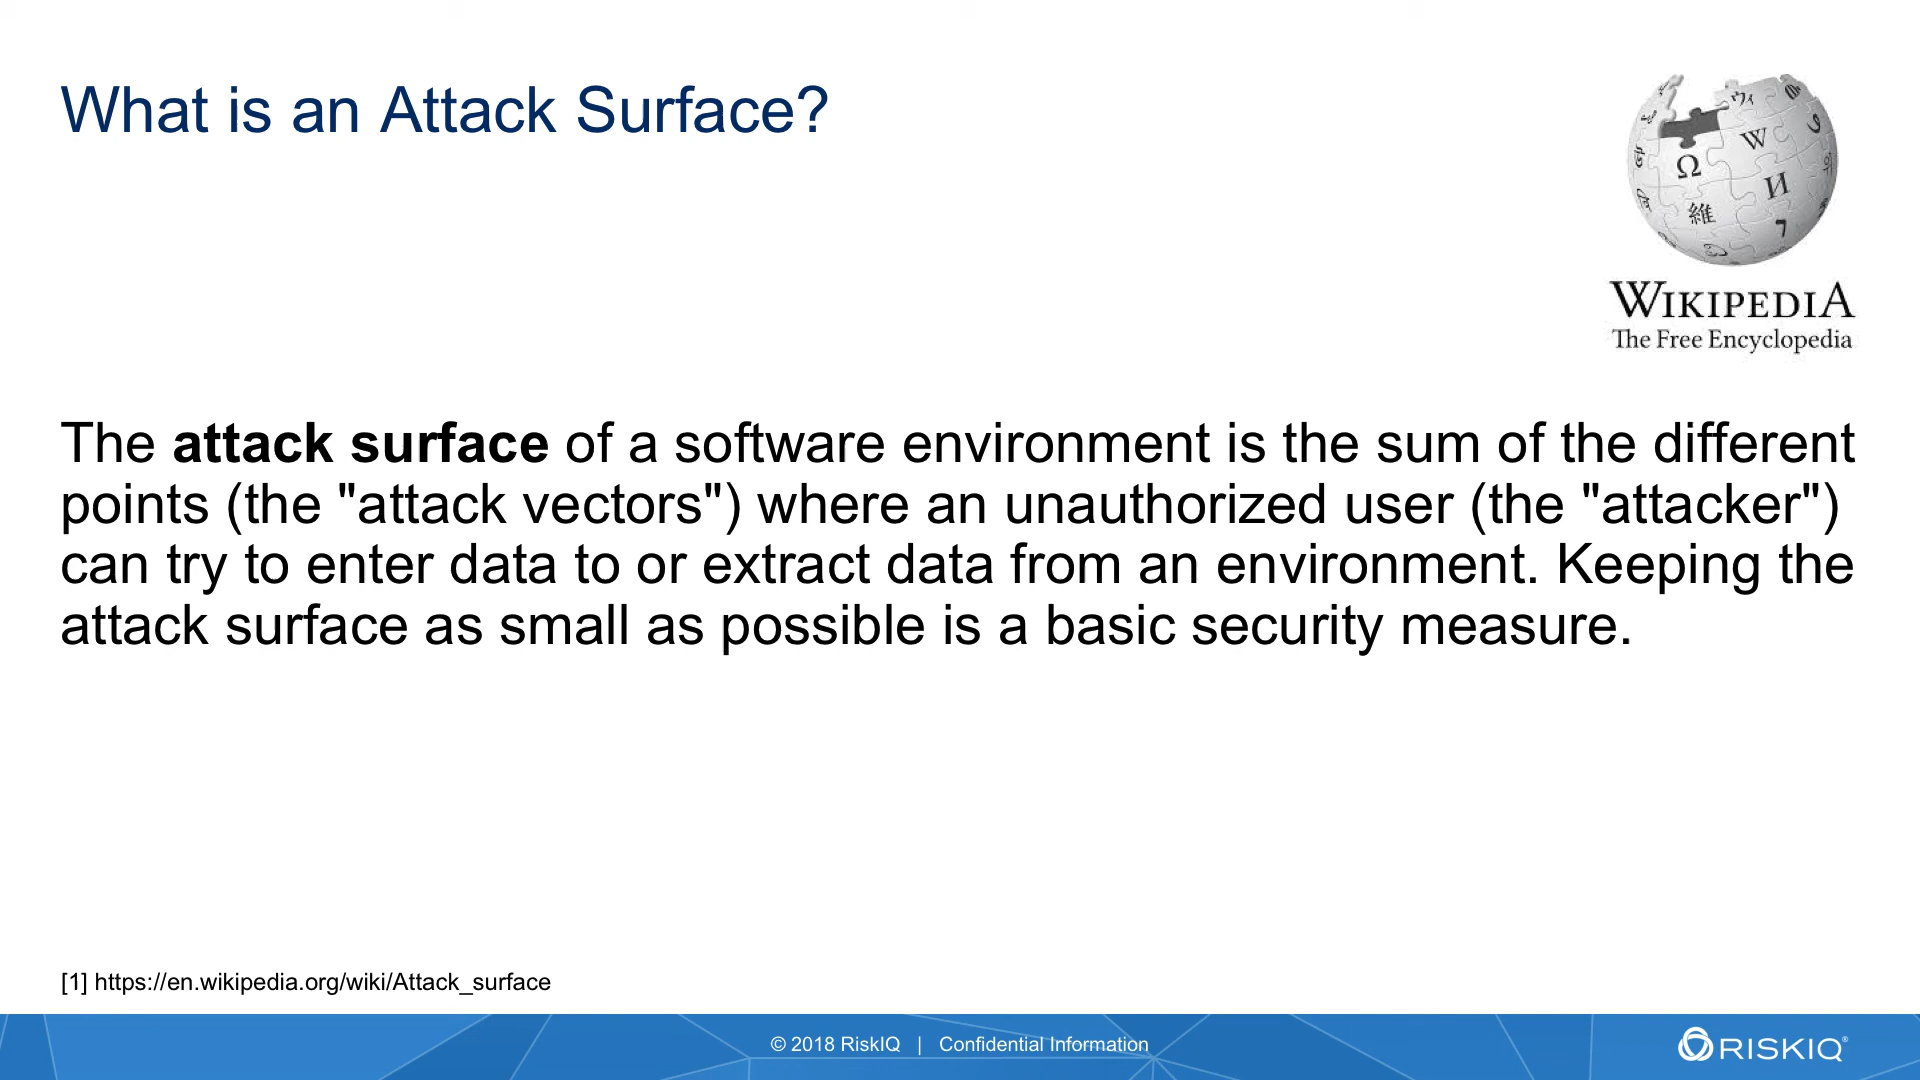 What is an Attack Surface?
Ω
W
И
維
ウィ
WIKIPEDIA
The Free Encyclopedia
The attack surface of a software environment is the sum of the different
points (the "attack vectors") where an unauthorized user (the "attacker")
can try to enter data to or extract data from an environment. Keeping the
attack surface as small as possible is a basic security measure.
[1] https://en.wikipedia.org/wiki/Attack_surface
© 2018 RiskIQ | Confidential Information
RISKIQ®